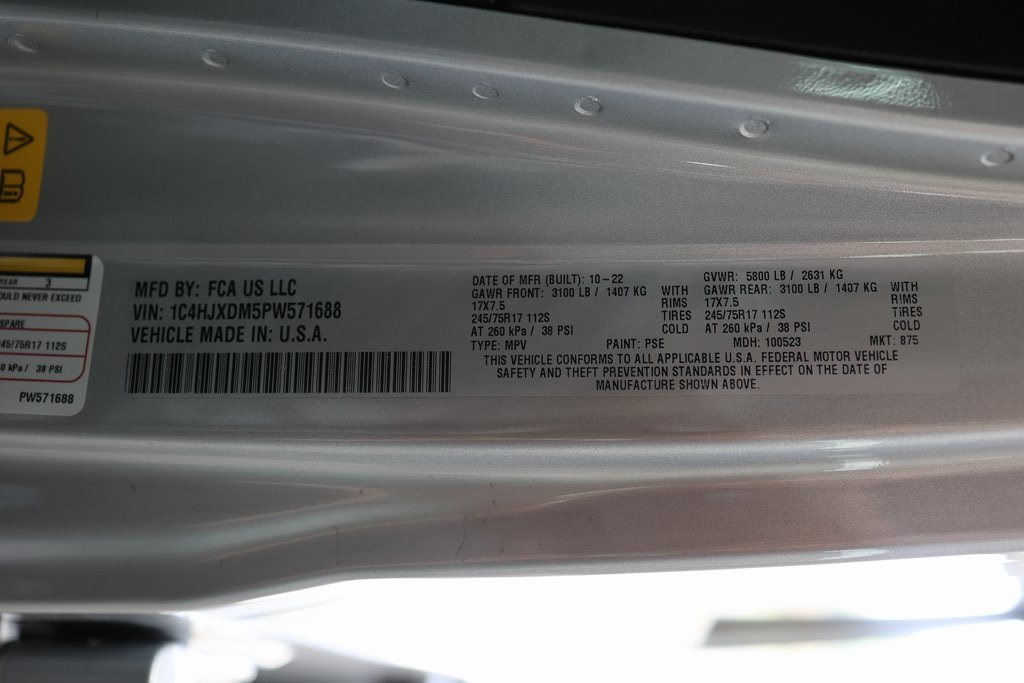 REAR 3
OULD NEVER EXCEED
SPARE
245/75R17 112S
0 kPa / 38 PSI
PW571688
MFD BY: FCA US LLC
VIN: 1C4HJXDM5PW571688
VEHICLE MADE IN: U.S.A.
DATE OF MFR (BUILT): 10-22 GVWR: 5800 LB / 2631 KG
GAWR FRONT: 3100 LB / 1407 KG WITH GAWR REAR: 3100 LB / 1407 KG WITH
17X7.5 RIMS 17X7.5 RIMS
245/75R17 112S TIRES 245/75R17 112S TIRES
AT 260 kPa / 38 PSI COLD AT 260 kPa / 38 PSI COLD
TYPE: MPV PAINT: PSE MDH: 100523 MKT: 875
THIS VEHICLE CONFORMS TO ALL APPLICABLE U.S.A. FEDERAL MOTOR VEHICLE
SAFETY AND THEFT PREVENTION STANDARDS IN EFFECT ON THE DATE OF
MANUFACTURE SHOWN ABOVE.